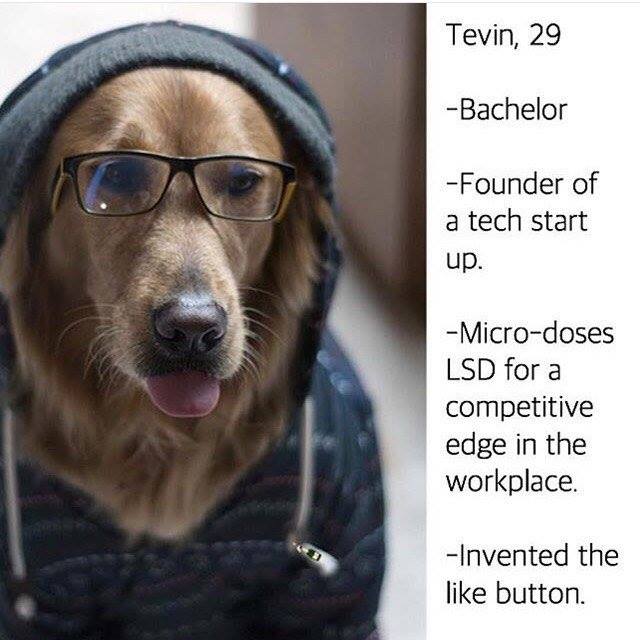 Tevin, 29
-Bachelor
-Founder of
a tech start
up.
-Micro-doses
LSD for a
competitive
edge in the
workplace.
-Invented the
like button.